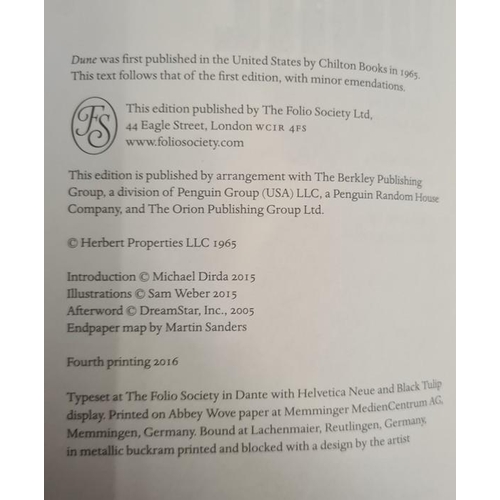 Dune was first published in the United States by Chilton Books in 1965.
This text follows that of the first edition, with minor emendations.
FS
This edition published by The Folio Society Ltd,
44 Eagle Street, London WC1R 4FS
www.foliosociety.com
This edition is published by arrangement with The Berkley Publishing
Group, a division of Penguin Group (USA) LLC, a Penguin Random House
Company, and The Orion Publishing Group Ltd.
© Herbert Properties LLC 1965
Introduction © Michael Dirda 2015
Illustrations © Sam Weber 2015
Afterword © DreamStar, Inc., 2005
Endpaper map by Martin Sanders
Fourth printing 2016
Typeset at The Folio Society in Dante with Helvetica Neue and Black Tulip
display. Printed on Abbey Wove paper at Memminger MedienCentrum AG,
Memmingen, Germany. Bound at Lachenmaier, Reutlingen, Germany,
in metallic buckram printed and blocked with a design by the artist